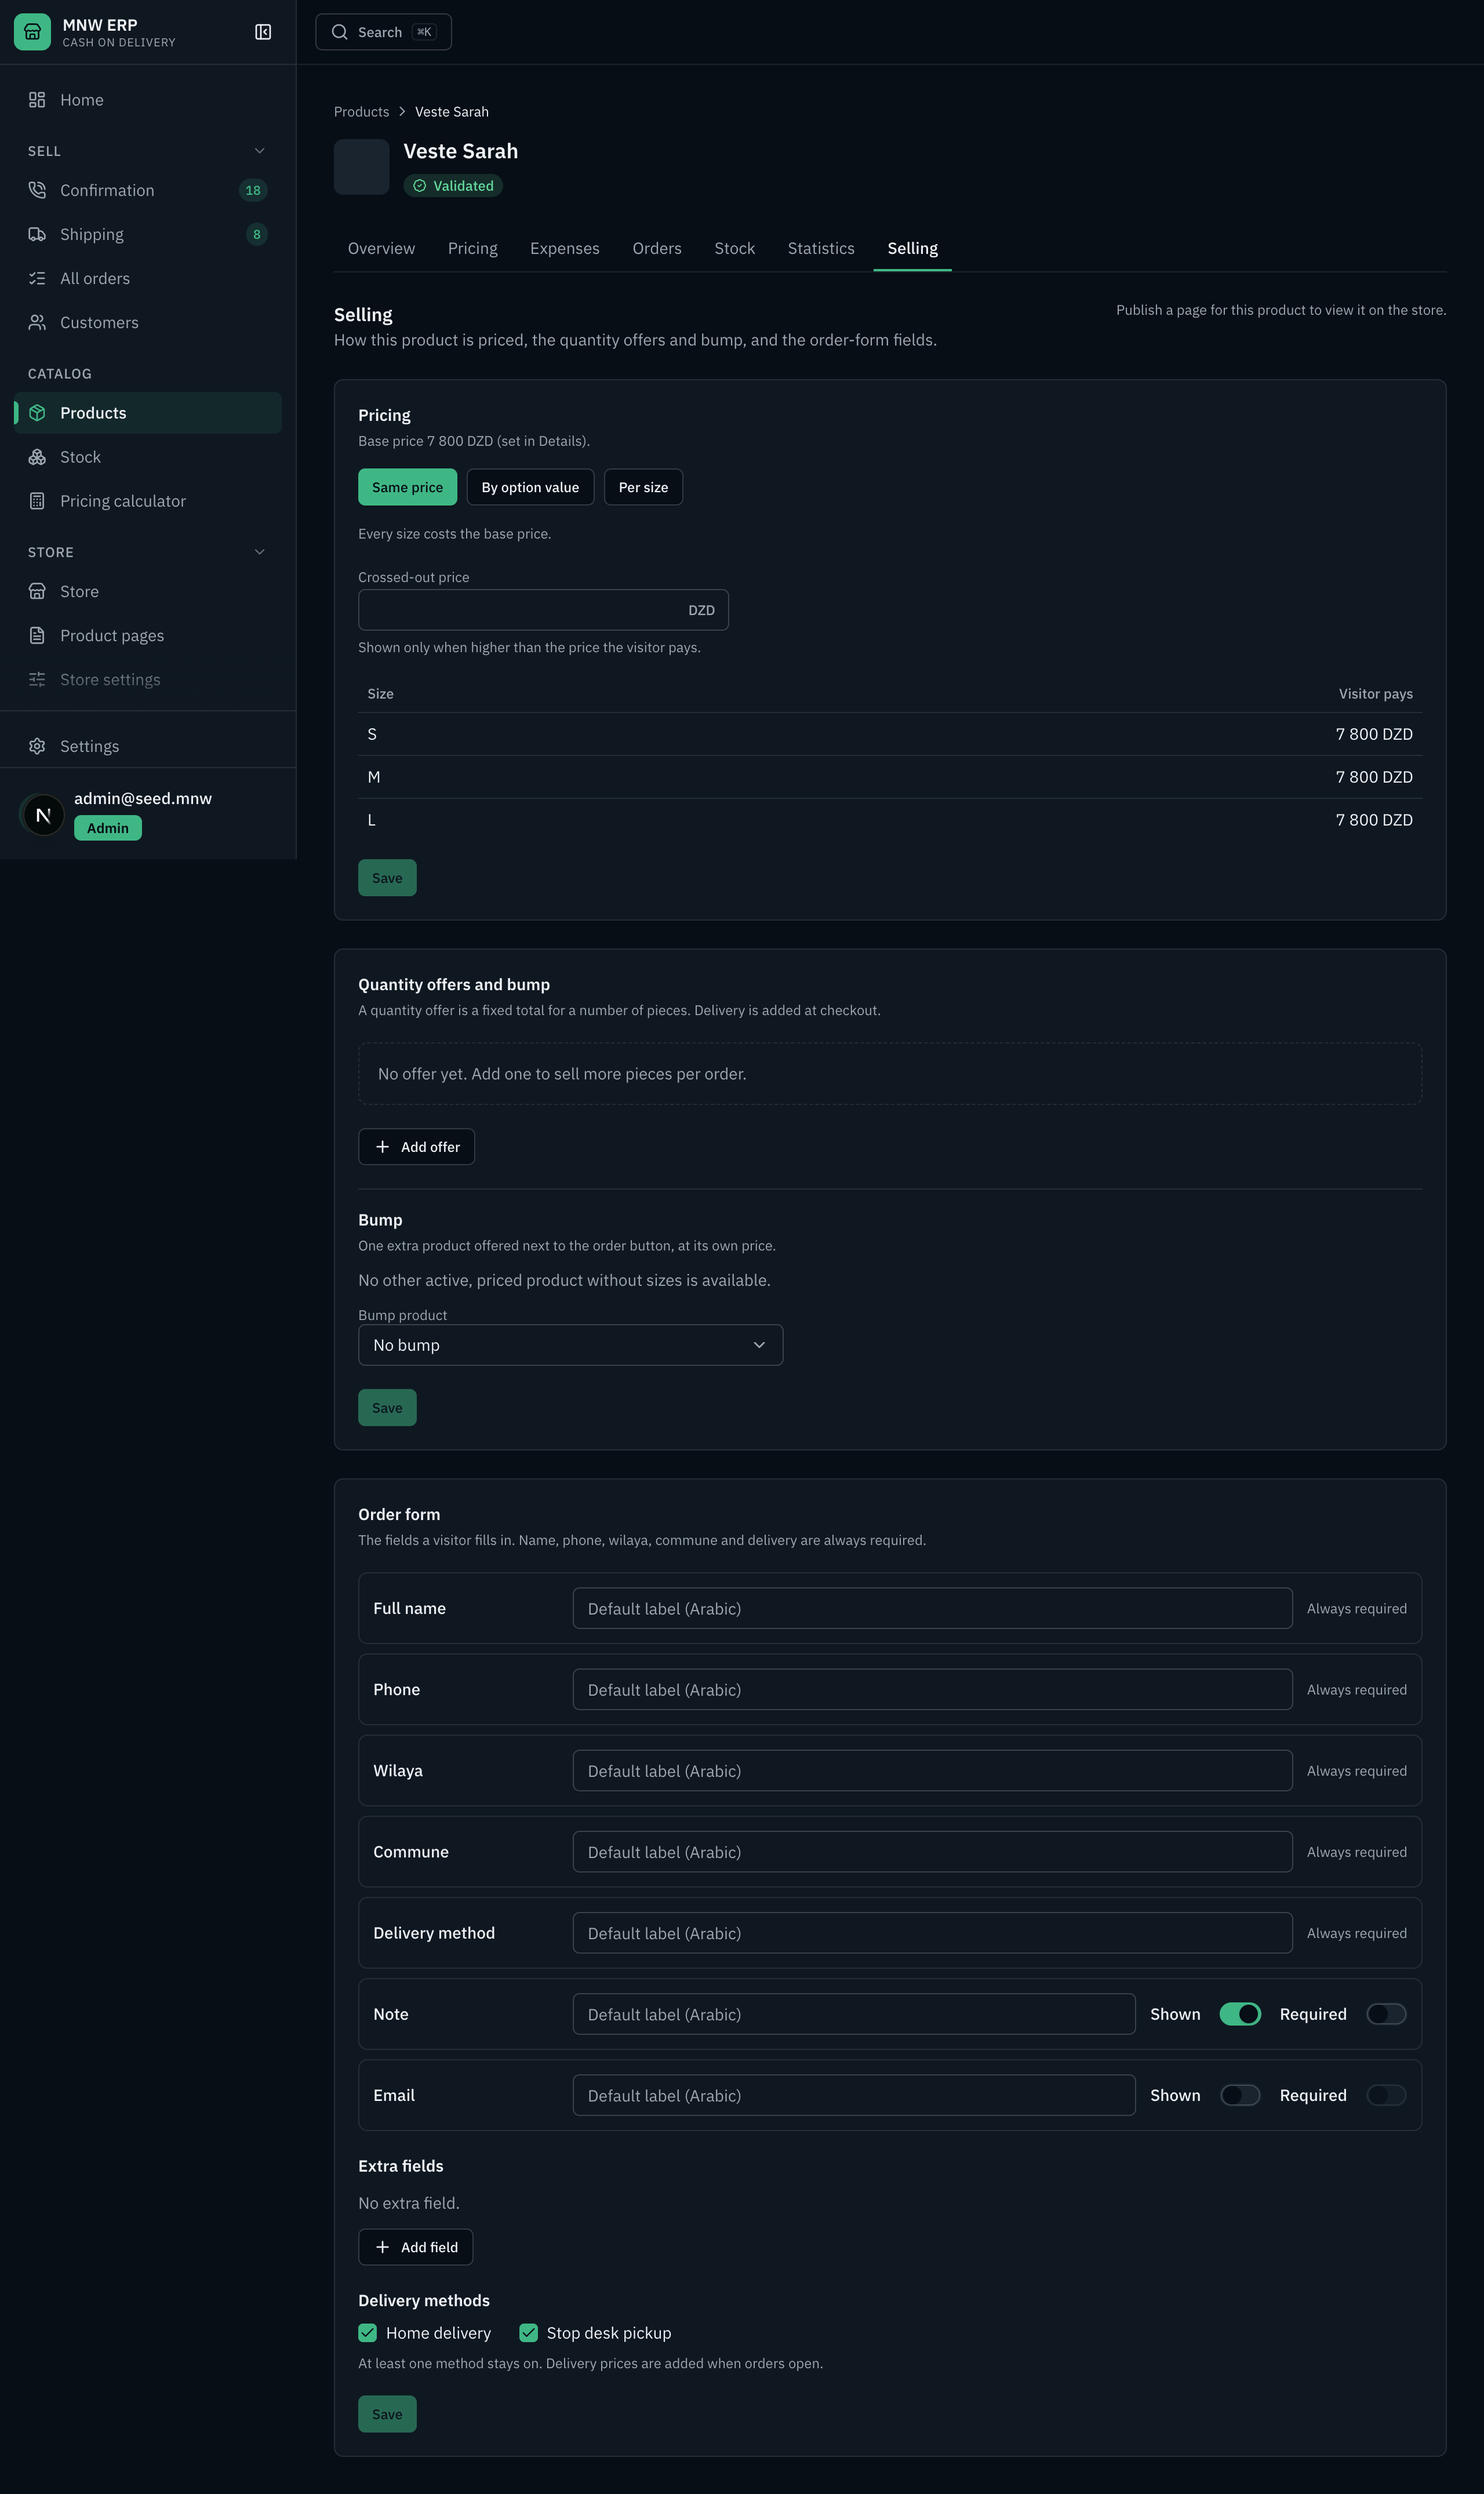 MNW ERP
CASH ON DELIVERY
Search ⌘K
Home
SELL
Confirmation 18
Shipping 8
All orders
Customers
CATALOG
Products
Stock
Pricing calculator
STORE
Store
Product pages
Store settings
Settings
N
admin@seed.mnw
Admin
Products > Veste Sarah
Veste Sarah
Validated
Overview Pricing Expenses Orders Stock Statistics Selling
Selling
Publish a page for this product to view it on the store.
How this product is priced, the quantity offers and bump, and the order-form fields.
Pricing
Base price 7 800 DZD (set in Details).
Same price By option value Per size
Every size costs the base price.
Crossed-out price
DZD
Shown only when higher than the price the visitor pays.
Size Visitor pays
S 7 800 DZD
M 7 800 DZD
L 7 800 DZD
Save
Quantity offers and bump
A quantity offer is a fixed total for a number of pieces. Delivery is added at checkout.
No offer yet. Add one to sell more pieces per order.
Add offer
Bump
One extra product offered next to the order button, at its own price.
No other active, priced product without sizes is available.
Bump product
No bump
Save
Order form
The fields a visitor fills in. Name, phone, wilaya, commune and delivery are always required.
Full name Default label (Arabic) Always required
Phone Default label (Arabic) Always required
Wilaya Default label (Arabic) Always required
Commune Default label (Arabic) Always required
Delivery method Default label (Arabic) Always required
Note Default label (Arabic) Shown Required
Email Default label (Arabic) Shown Required
Extra fields
No extra field.
Add field
Delivery methods
Home delivery Stop desk pickup
At least one method stays on. Delivery prices are added when orders open.
Save